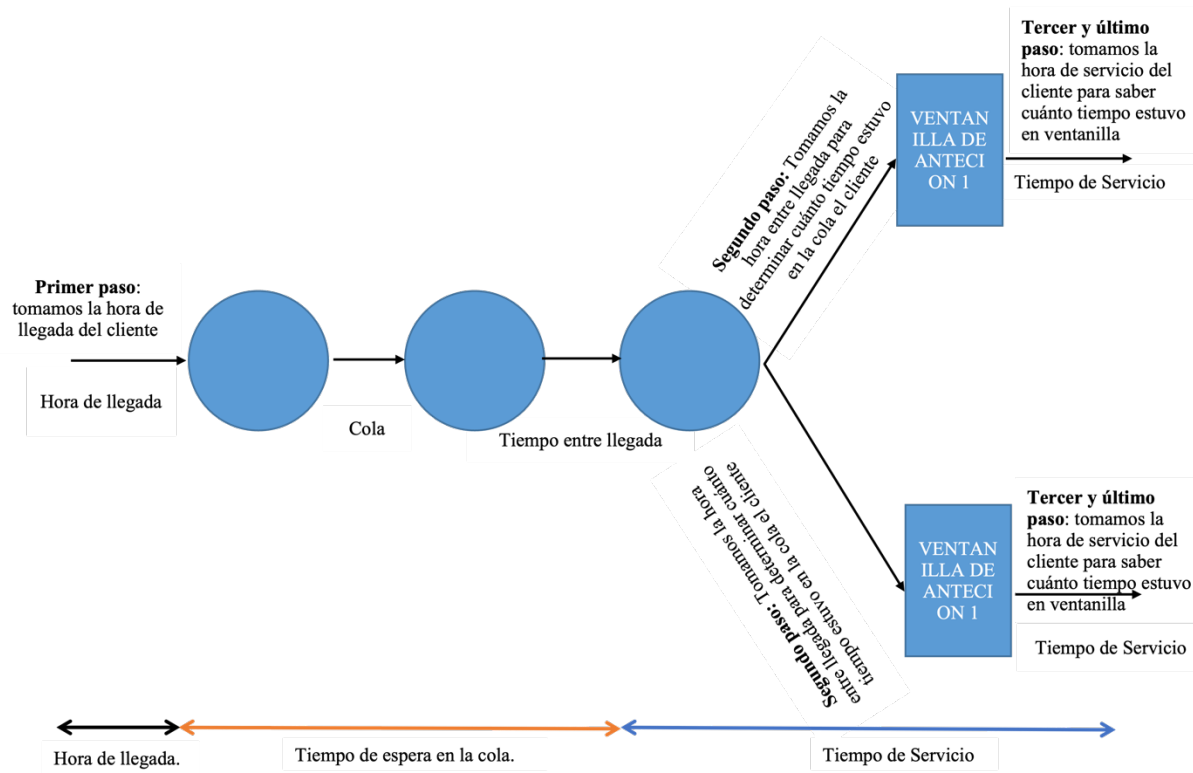 Primer paso:
tomamos la hora de
llegada del cliente
Hora de llegada
Cola
Tiempo entre llegada
Segundo paso: Tomamos la
hora entre llegada para
determinar cuánto tiempo estuvo
en la cola el cliente
VENTAN
ILLA DE
ANTECI
ON 1
Tercer y último
paso: tomamos la
hora de servicio del
cliente para saber
cuánto tiempo estuvo
en ventanilla
Tiempo de Servicio
Segundo paso: Tomamos la hora
entre llegada para determinar cuánto
tiempo estuvo en la cola el cliente
VENTAN
ILLA DE
ANTECI
ON 1
Tercer y último
paso: tomamos la
hora de servicio del
cliente para saber
cuánto tiempo estuvo
en ventanilla
Tiempo de Servicio
Hora de llegada.
Tiempo de espera en la cola.
Tiempo de Servicio